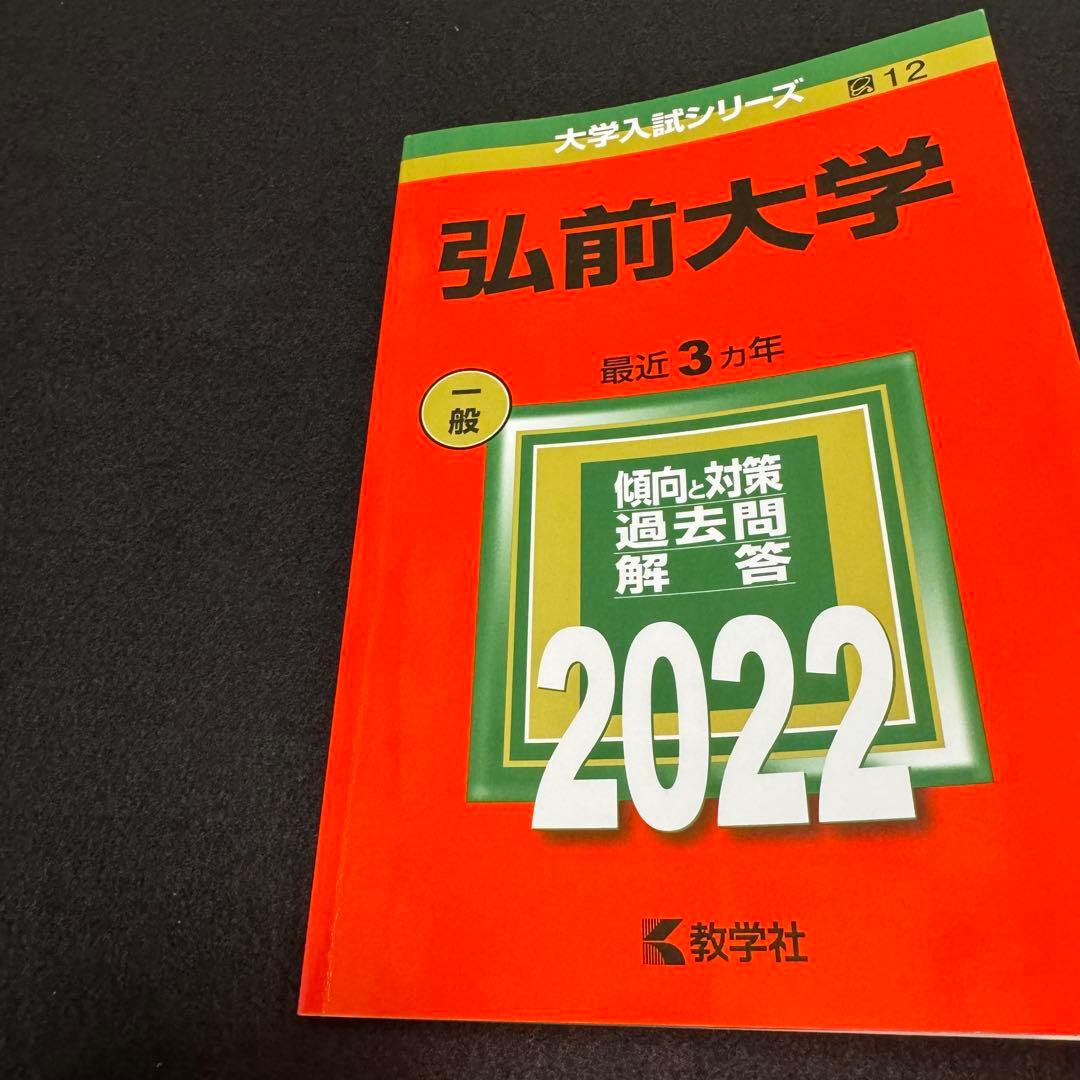 大学入試シリーズ
12
弘前大学
最近3ヵ年
一般
傾向と対策
過去問
解答
2022
教学社